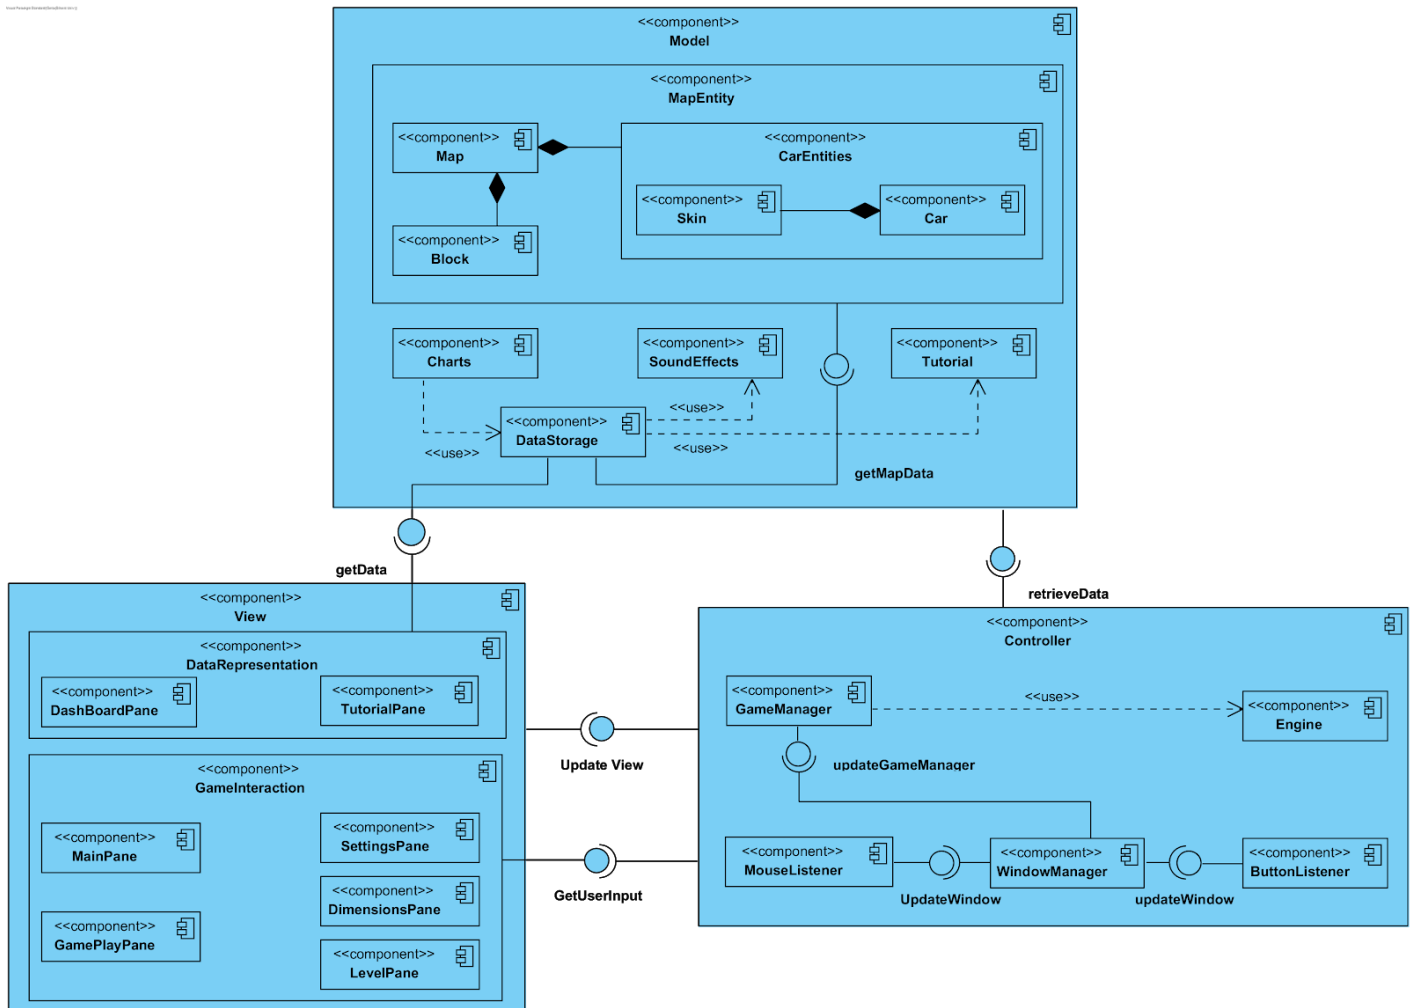 <<component>>
Model
<<component>>
MapEntity
<<component>>
Map
<<component>>
CarEntities
<<component>>
Skin
<<component>>
Car
<<component>>
Block
<<component>>
Charts
<<component>>
SoundEffects
<<component>>
Tutorial
<<use>>
<<component>>
DataStorage
<<use>>
<<use>>
getMapData
getData
retrieveData
<<component>>
View
<<component>>
DataRepresentation
<<component>>
DashBoardPane
<<component>>
TutorialPane
<<component>>
GameInteraction
<<component>>
MainPane
<<component>>
SettingsPane
<<component>>
DimensionsPane
<<component>>
GamePlayPane
<<component>>
LevelPane
Update View
GetUserInput
<<component>>
Controller
<<component>>
GameManager
<<use>>
<<component>>
Engine
updateGameManager
<<component>>
MouseListener
<<component>>
WindowManager
<<component>>
ButtonListener
UpdateWindow
updateWindow